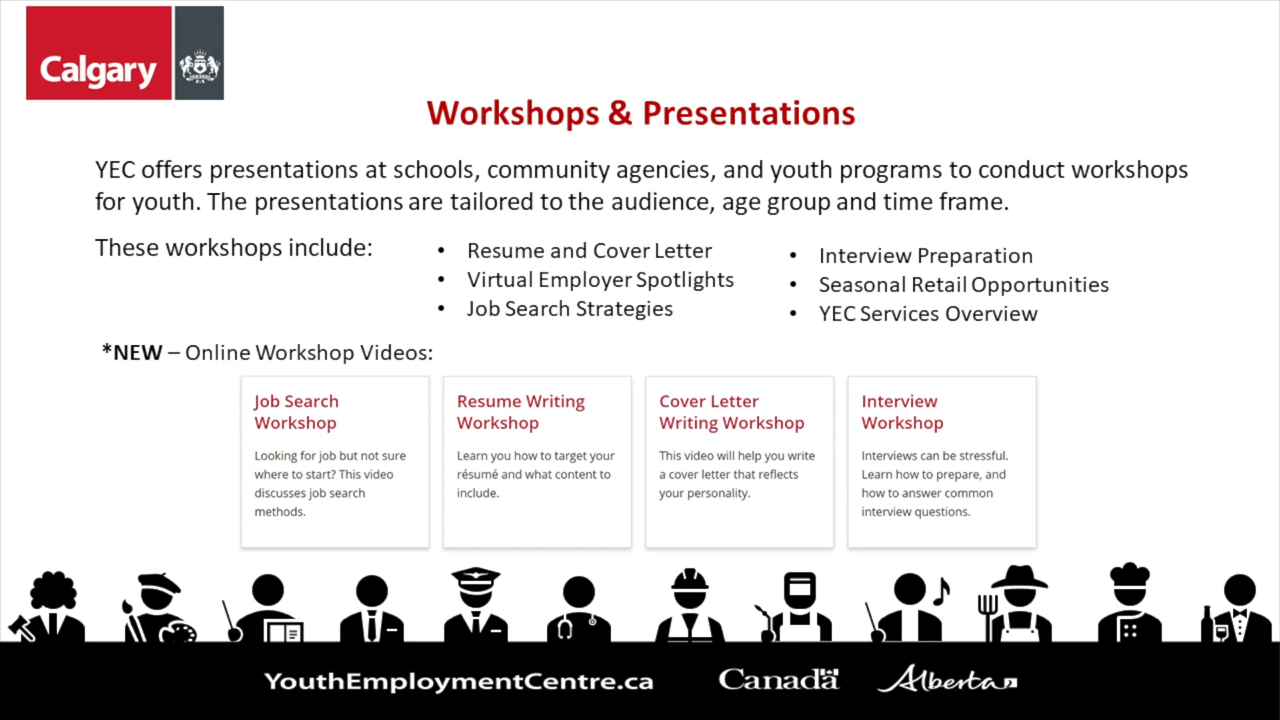 Calgary
Workshops & Presentations
YEC offers presentations at schools, community agencies, and youth programs to conduct workshops
for youth. The presentations are tailored to the audience, age group and time frame.
These workshops include:
• Resume and Cover Letter
• Virtual Employer Spotlights
• Job Search Strategies
• Interview Preparation
• Seasonal Retail Opportunities
• YEC Services Overview
*NEW – Online Workshop Videos:
Job Search
Workshop
Looking for job but not sure
where to start? This video
discusses job search
methods.
Resume Writing
Workshop
Learn you how to target your
résumé and what content to
include.
Cover Letter
Writing Workshop
This video will help you write
a cover letter that reflects
your personality.
Interview
Workshop
Interviews can be stressful.
Learn how to prepare, and
how to answer common
interview questions.
YouthEmploymentCentre.ca
Canada
Alberta